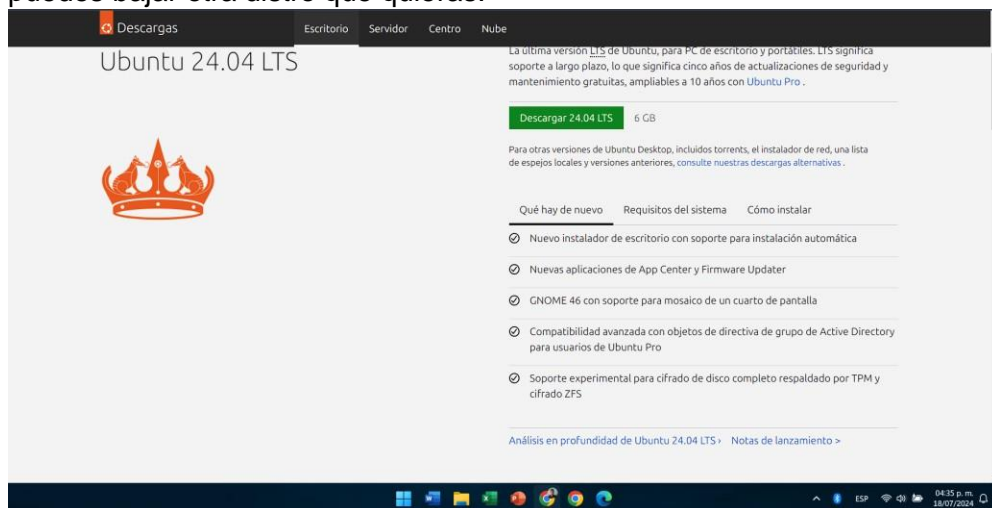 puedes bajar otra distro que quieras.
Descargas
Escritorio
Servidor
Centro
Nube
Ubuntu 24.04 LTS
La última versión LTS de Ubuntu, para PC de escritorio y portátiles. LTS significa
soporte a largo plazo, lo que significa cinco años de actualizaciones de seguridad y
mantenimiento gratuitas, ampliables a 10 años con Ubuntu Pro .
Descargar 24.04 LTS
6 GB
Para otras versiones de Ubuntu Desktop, incluidos torrents, el instalador de red, una lista
de espejos locales y versiones anteriores, consulte nuestras descargas alternativas .
Qué hay de nuevo
Requisitos del sistema
Cómo instalar
Nuevo instalador de escritorio con soporte para instalación automática
Nuevas aplicaciones de App Center y Firmware Updater
GNOME 46 con soporte para mosaico de un cuarto de pantalla
Compatibilidad avanzada con objetos de directiva de grupo de Active Directory
para usuarios de Ubuntu Pro
Soporte experimental para cifrado de disco completo respaldado por TPM y
cifrado ZFS
Análisis en profundidad de Ubuntu 24.04 LTS ›
Notas de lanzamiento >
ESP
04:35 p. m.
18/07/2024